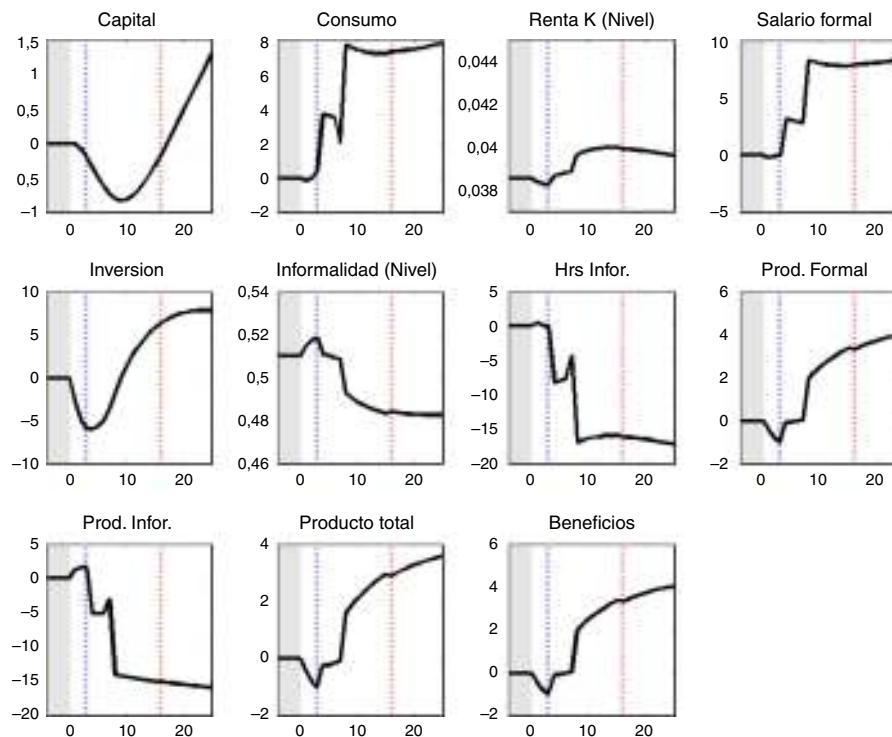 Capital
Consumo
Renta K (Nivel)
Salario formal
1,5
1
0,5
0
0,5
–1
0 10 20
8
6
4
2
0
–2
0 10 20
0,044
0,042
0,04
0,038
0 10 20
10
5
0
–5
0 10 20
Inversion
Informalidad (Nivel)
Hrs Infor.
Prod. Formal
10
5
0
–5
–10
0 10 20
0,54
0,52
0,5
0,48
0,46
0 10 20
5
0
–5
–10
–15
–20
0 10 20
6
4
2
0
–2
0 10 20
Prod. Infor.
Producto total
Beneficios
5
0
–5
–10
–15
–20
0 10 20
4
2
0
–2
0 10 20
6
4
2
0
–2
0 10 20